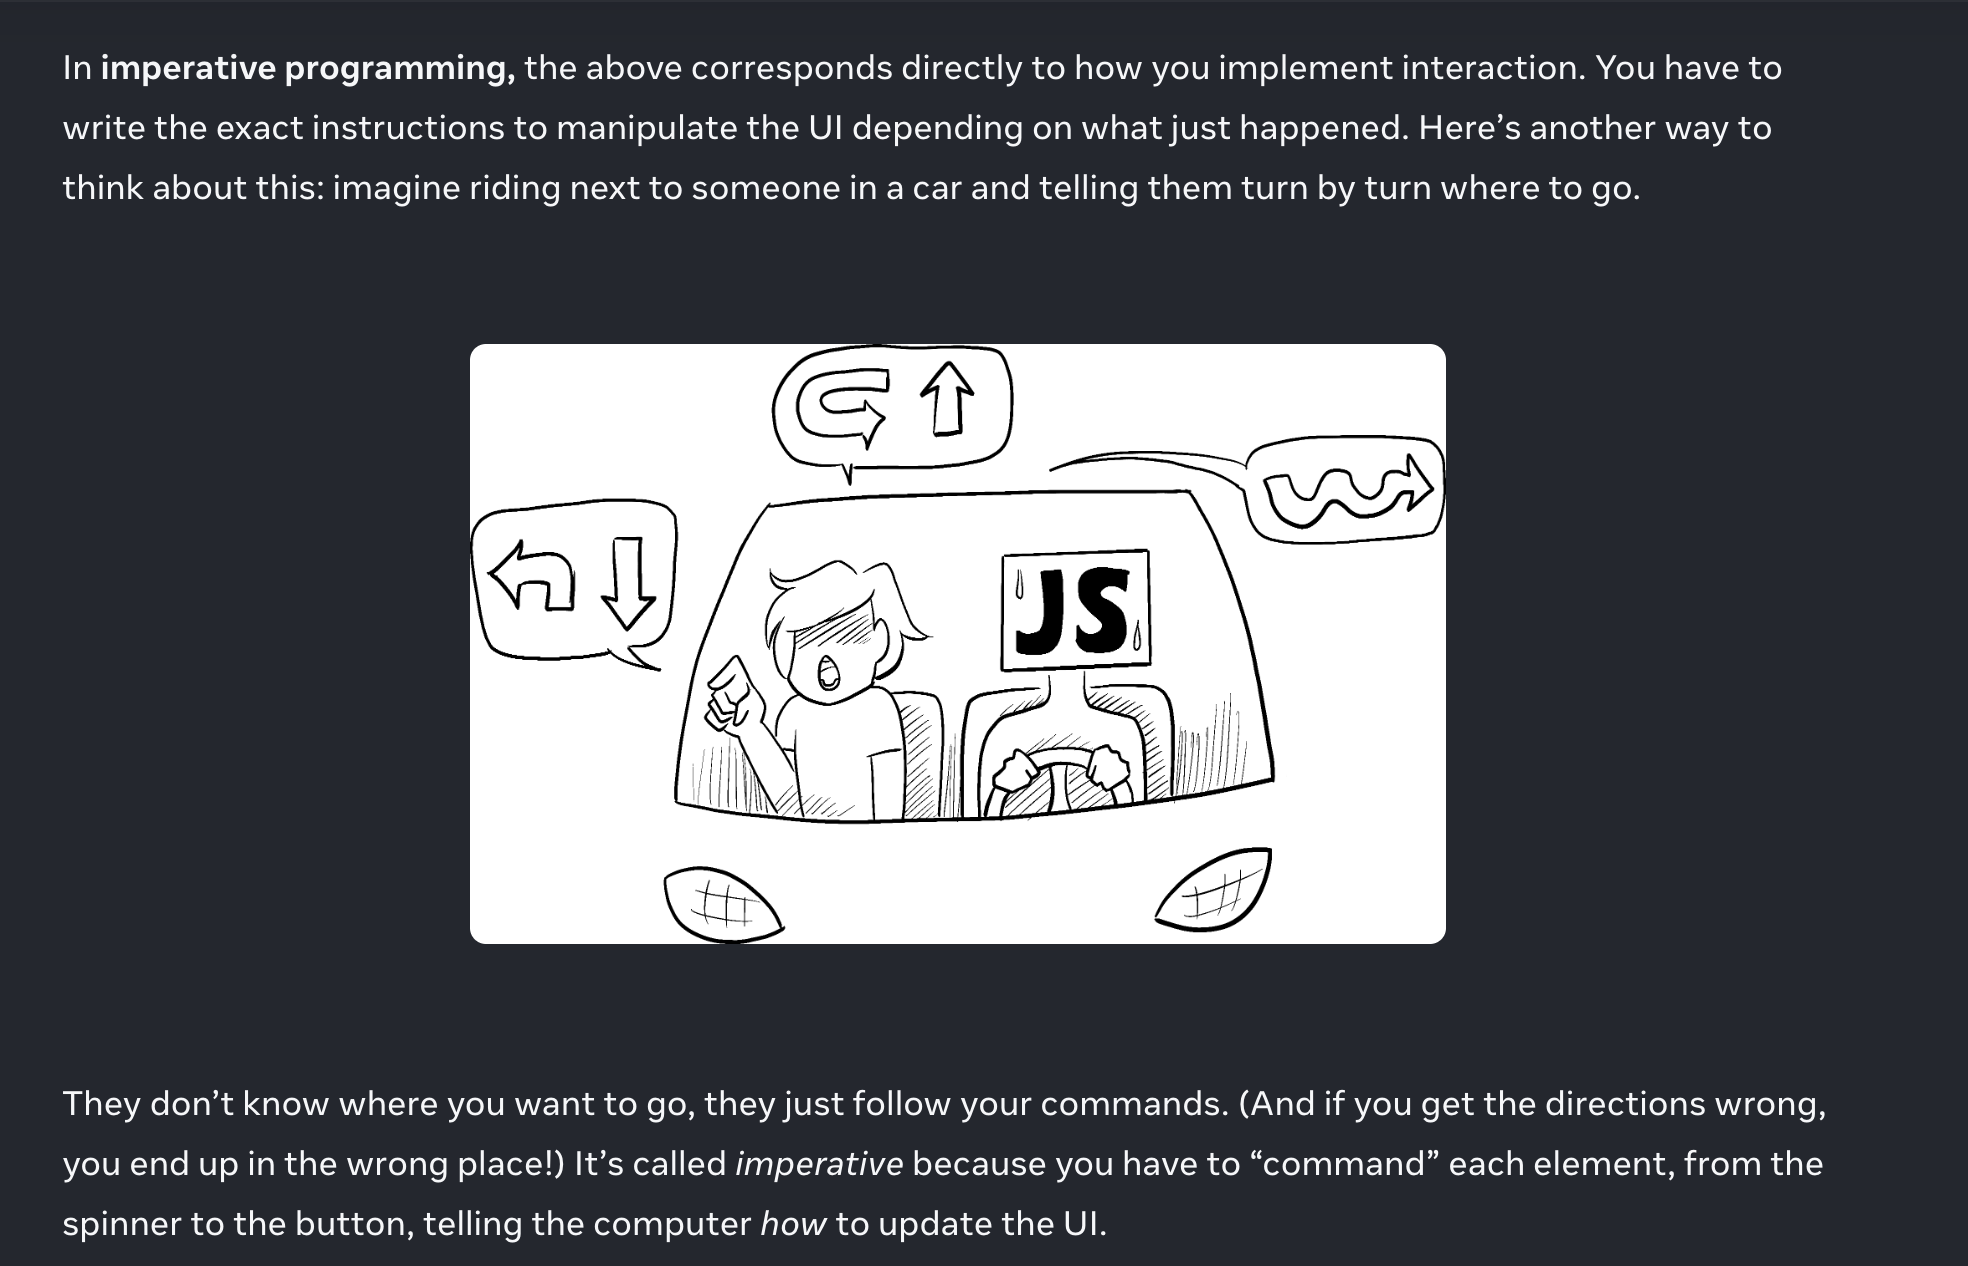 In imperative programming, the above corresponds directly to how you implement interaction. You have to
write the exact instructions to manipulate the UI depending on what just happened. Here’s another way to
think about this: imagine riding next to someone in a car and telling them turn by turn where to go.
JS
They don’t know where you want to go, they just follow your commands. (And if you get the directions wrong,
you end up in the wrong place!) It’s called imperative because you have to “command” each element, from the
spinner to the button, telling the computer how to update the UI.